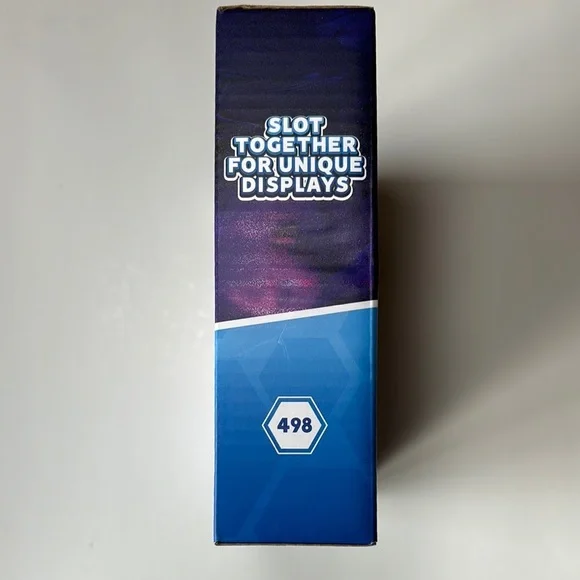 SLOT
TOGETHER
FOR UNIQUE
DISPLAYS
498